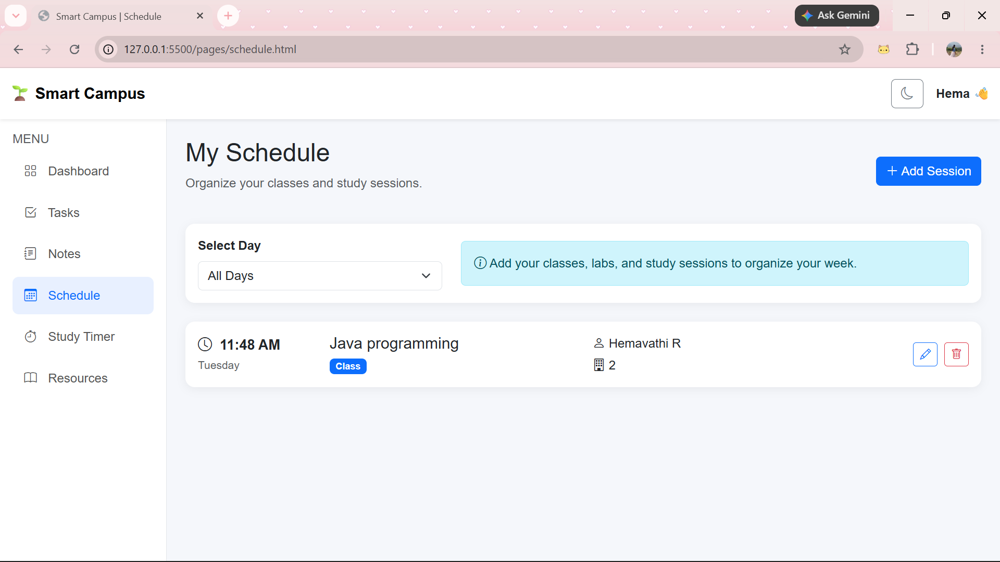 Smart Campus | Schedule
Ask Gemini
127.0.0.1:5500/pages/schedule.html
Smart Campus
Hema 👋
MENU
Dashboard
Tasks
Notes
Schedule
Study Timer
Resources
My Schedule
Organize your classes and study sessions.
+ Add Session
Select Day
All Days
Add your classes, labs, and study sessions to organize your week.
11:48 AM
Tuesday
Java programming
Class
Hemavathi R
2